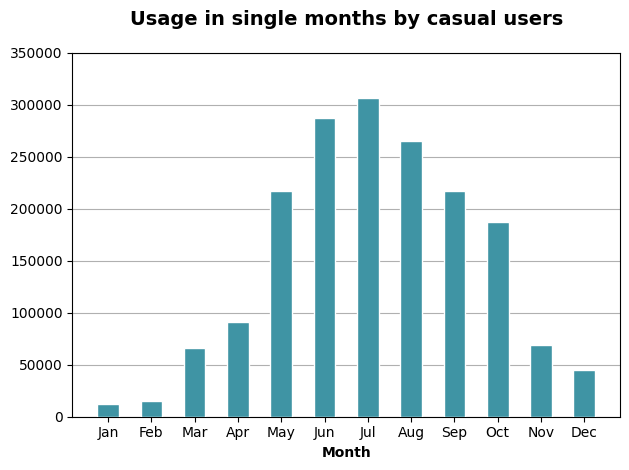 Usage in single months by casual users
350000
300000
250000
200000
150000
100000
50000
0
Jan Feb Mar Apr May Jun Jul Aug Sep Oct Nov Dec
Month